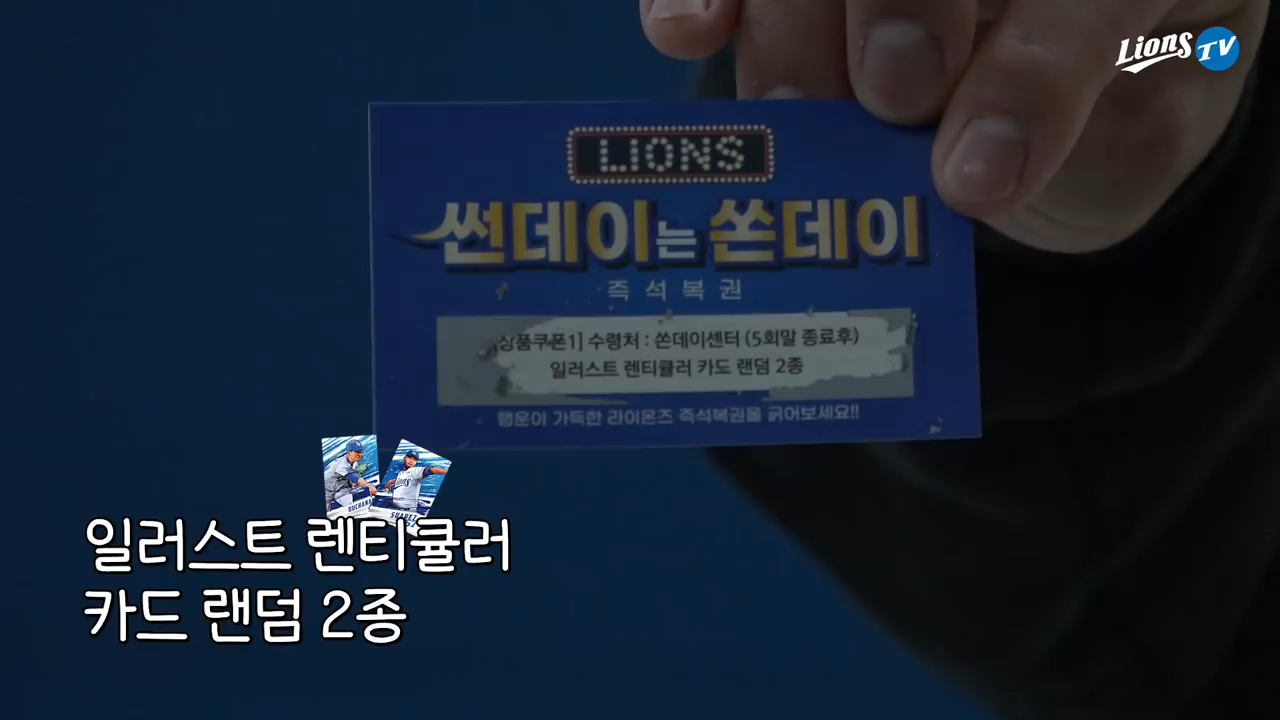 Lions TV
LIONS
썬데이는 쏜데이
즉석복권
[상품쿠폰1] 수령처 : 쏜데이센터 (5회말 종료후)
일러스트 렌티큘러 카드 랜덤 2종
행운이 가득한 라이온즈 즉석복권을 긁어보세요!!
SUAREZ
일러스트 렌티큘러
카드 랜덤 2종